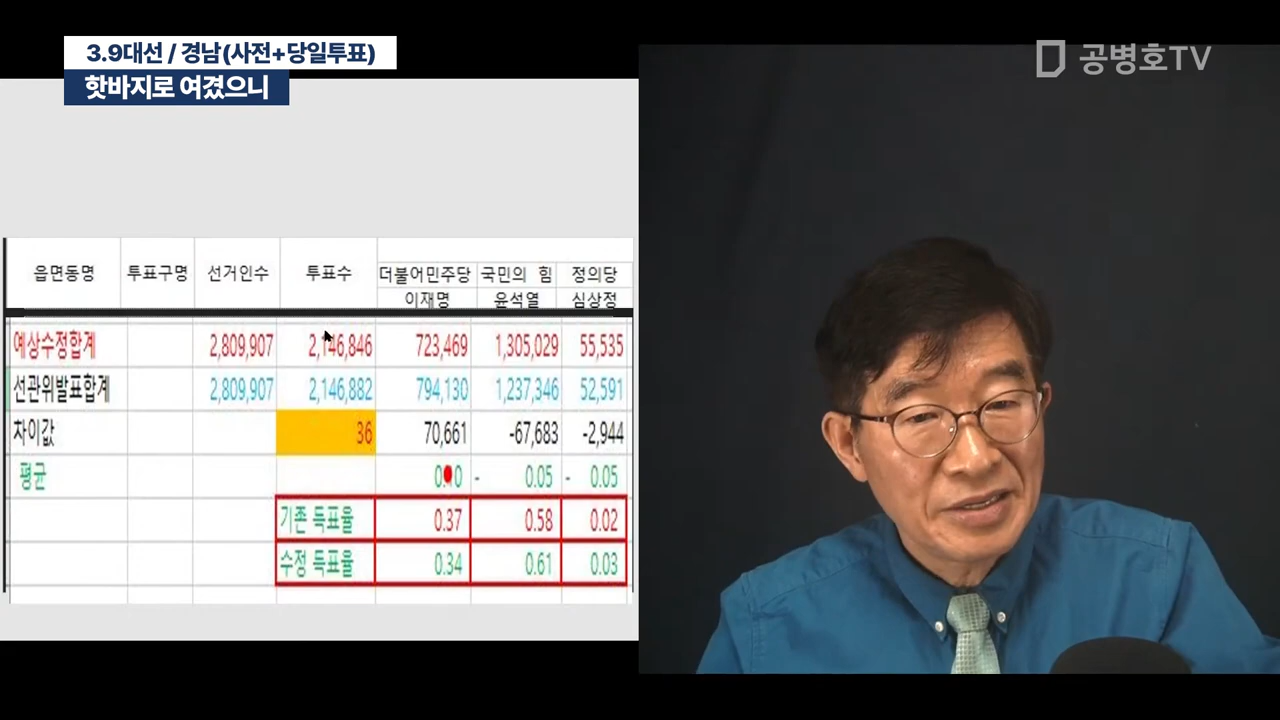 3.9대선 / 경남(사전+당일투표)
핫바지로 여겼으니
공병호TV
읍면동명 투표구명 선거인수 투표수 더불어민주당 국민의 힘 정의당
이재명 윤석열 심상정
예상수정합계 2,809,907 2,146,846 723,469 1,305,029 55,535
선관위발표합계 2,809,907 2,146,882 794,130 1,237,346 52,591
차이값 36 70,661 -67,683 -2,944
평균 - 0.05 - 0.05
기존 득표율 0.37 0.58 0.02
수정 득표율 0.34 0.61 0.03